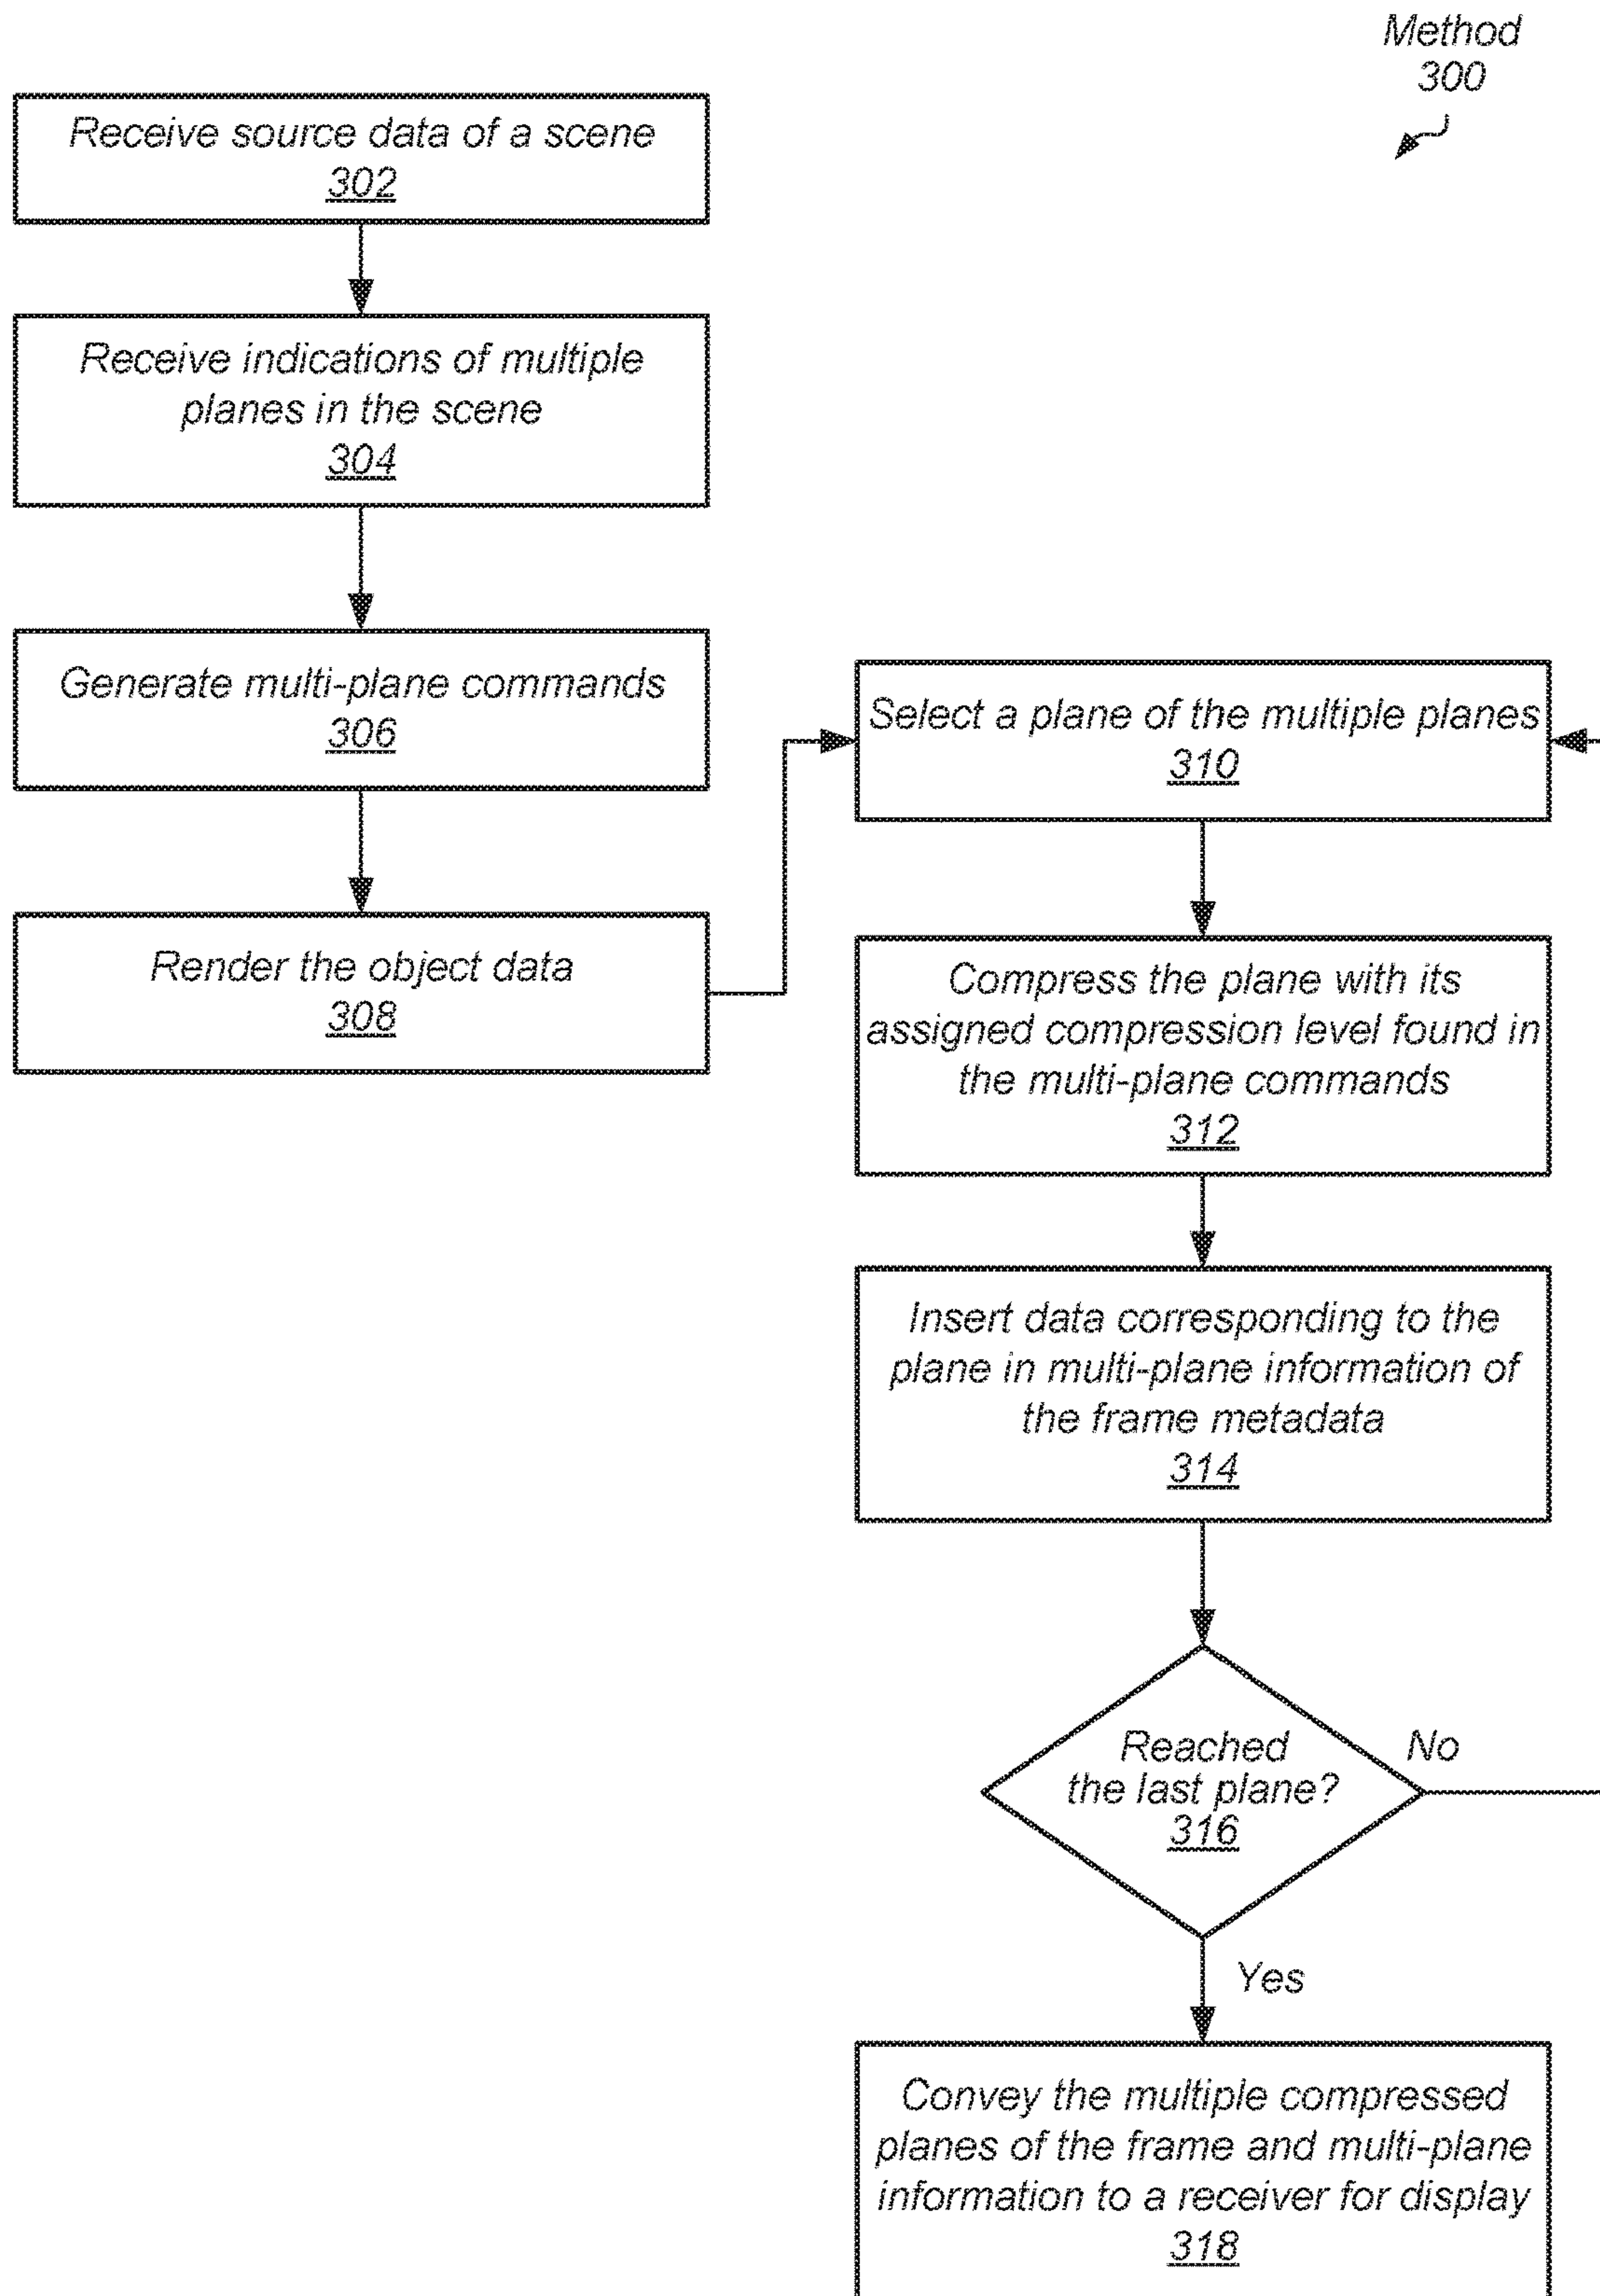 Method
300
Receive source data of a scene
302
Receive indications of multiple
planes in the scene
304
Generate multi-plane commands
306
Render the object data
308
Select a plane of the multiple planes
310
Compress the plane with its
assigned compression level found in
the multi-plane commands
312
Insert data corresponding to the
plane in multi-plane information of
the frame metadata
314
Reached
the last plane?
316
No
Yes
Convey the multiple compressed
planes of the frame and multi-plane
information to a receiver for display
318